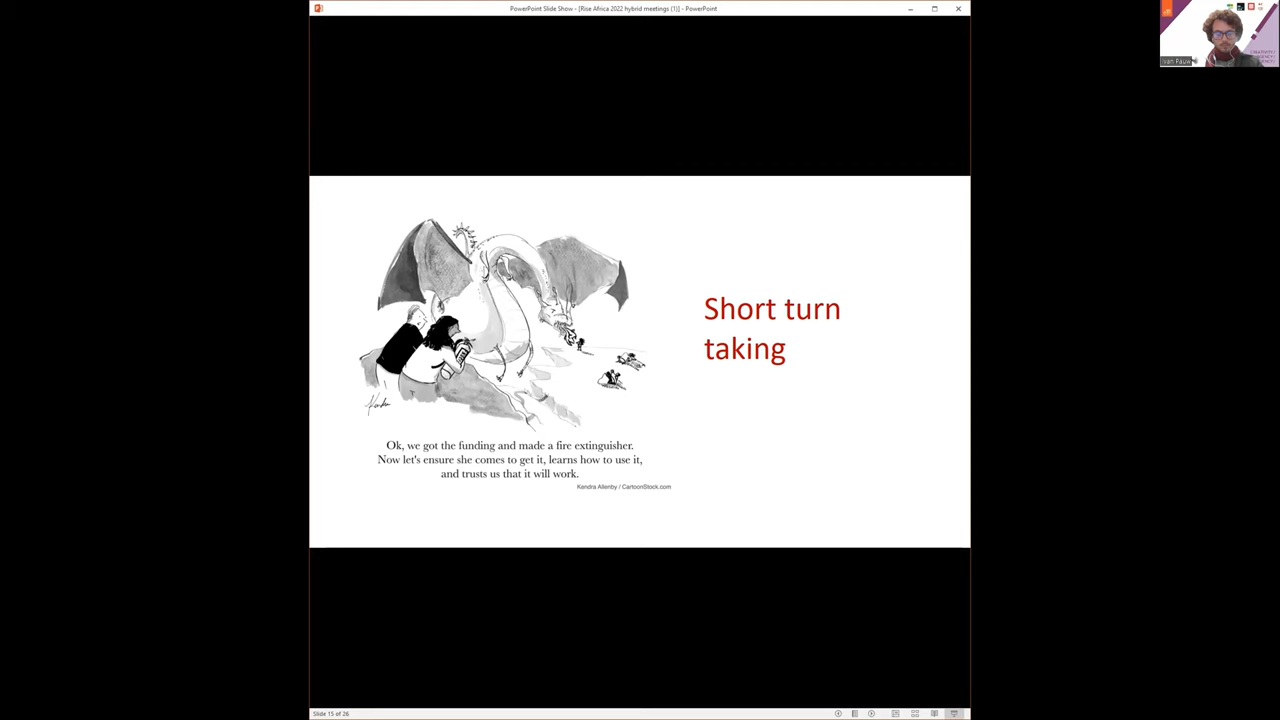 PowerPoint Slide Show - [Rise Africa 2022 hybrid meetings (1)] - PowerPoint
Ivan Pauw
Short turn
taking
Ok, we got the funding and made a fire extinguisher.
Now let's ensure she comes to get it, learns how to use it,
and trusts us that it will work.
Kendra Allenby / CartoonStock.com
Slide 15 of 26